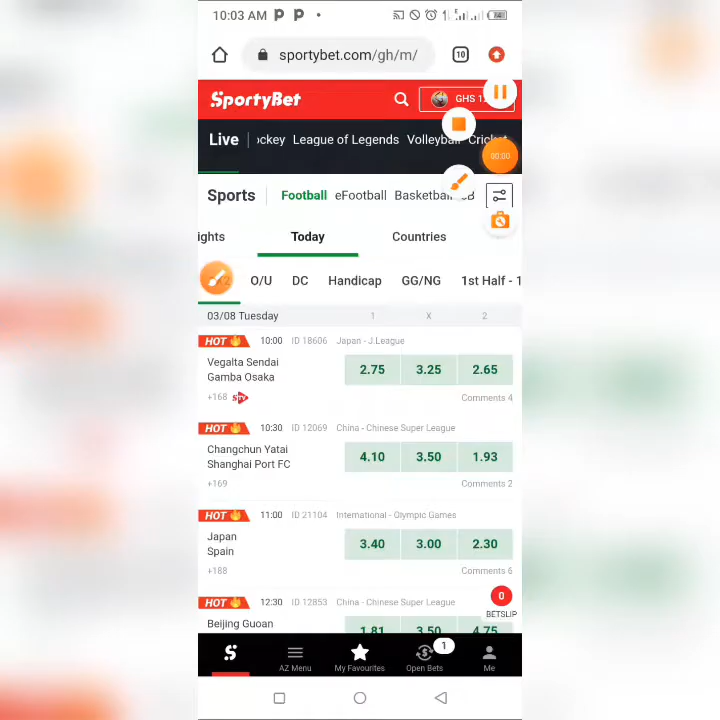 10:03 AM
sportybet.com/gh/m/
10
SportyBet
GHS
Live ockey League of Legends Volleyball Cricket
00:00
Sports Football eFootball Basketball
ights Today Countries
O/U DC Handicap GG/NG 1st Half - 1
03/08 Tuesday 1 X 2
HOT 10:00 ID 18606 Japan - J.League
Vegalta Sendai
Gamba Osaka
2.75 3.25 2.65
+168 STV Comments 4
HOT 10:30 ID 12069 China - Chinese Super League
Changchun Yatai
Shanghai Port FC
4.10 3.50 1.93
+169 Comments 2
HOT 11:00 ID 21104 International - Olympic Games
Japan
Spain
3.40 3.00 2.30
+188 Comments 6
HOT 12:30 ID 12853 China - Chinese Super League
0
BETSLIP
Beijing Guoan
1.81 3.50 4.75
1
AZ Menu My Favourites Open Bets Me